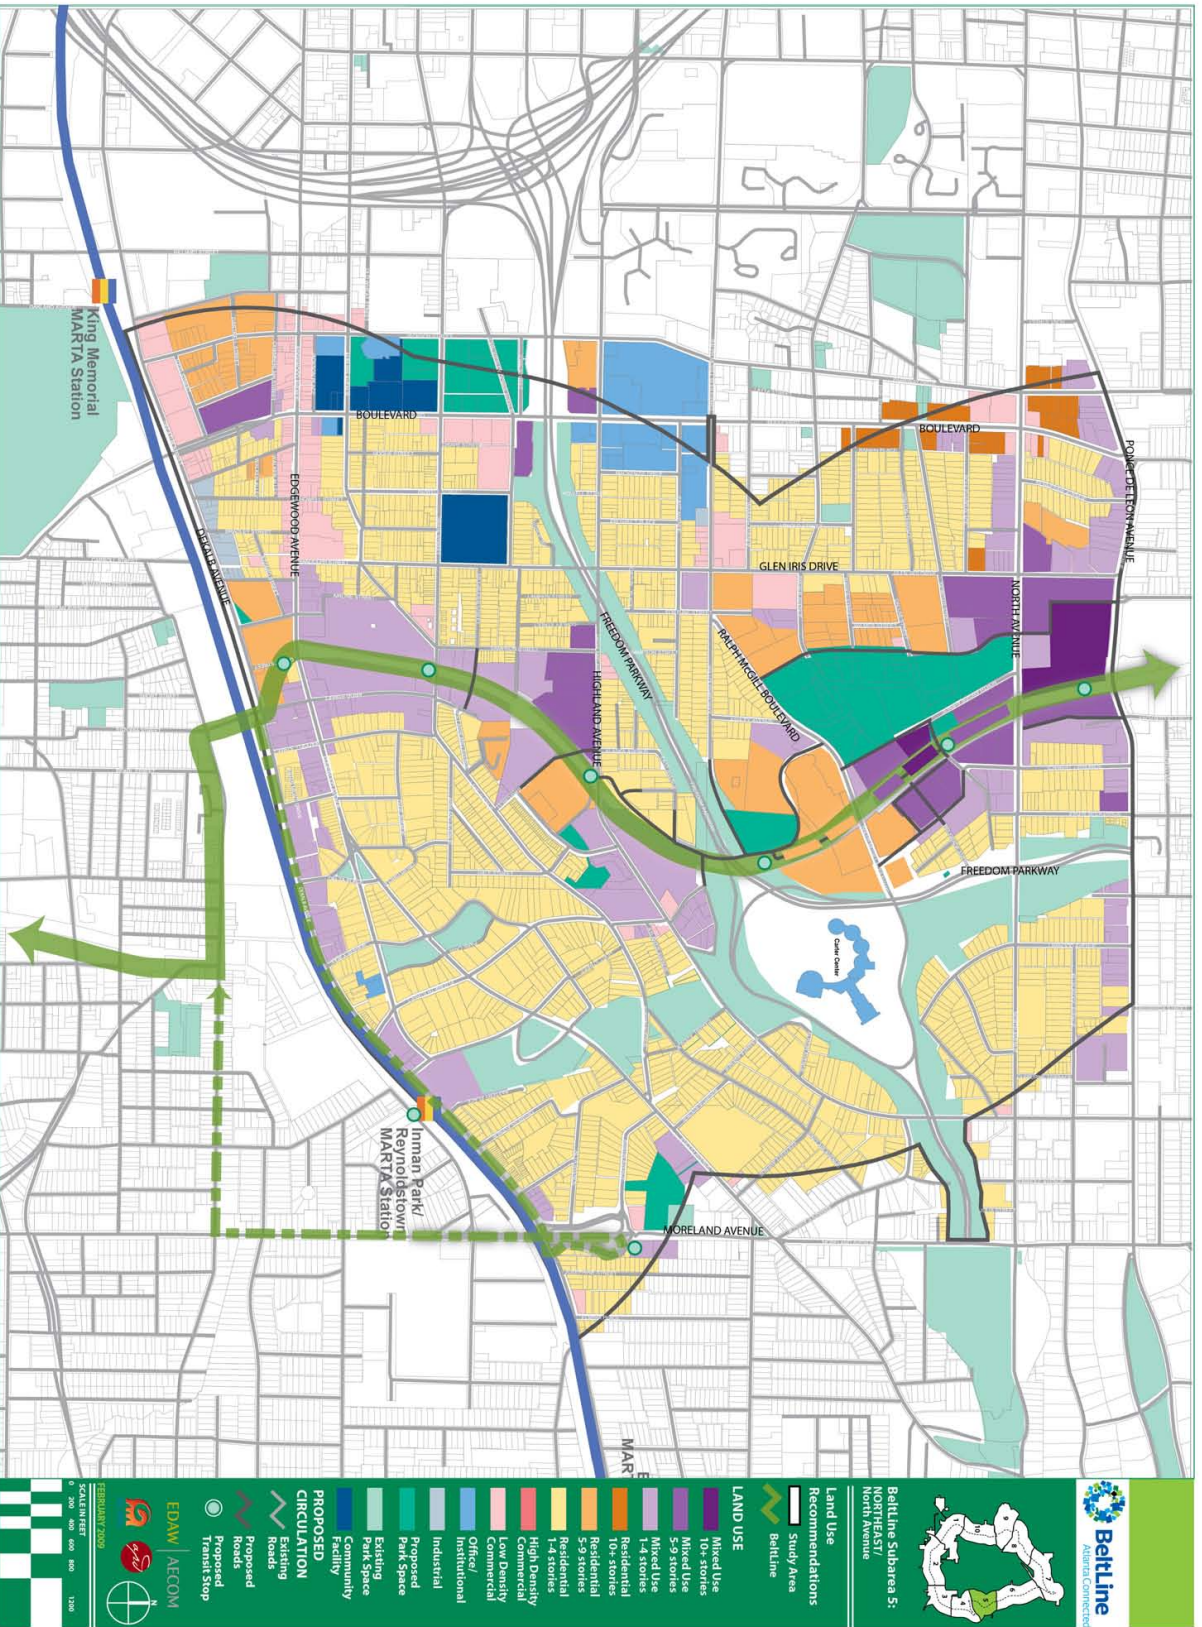 BeltLine
Atlanta Connected
BeltLine Subarea 5:
NORTHEAST/
North Avenue
Land Use
Recommendations
Study Area
BeltLine
LAND USE
Mixed Use
10+ stories
Mixed Use
5-9 stories
Mixed Use
1-4 stories
Residential
10+ stories
Residential
5-9 stories
Residential
1-4 stories
High Density
Commercial
Low Density
Commercial
Office/
Institutional
Industrial
Proposed
Park Space
Existing
Park Space
Community
Facility
PROPOSED
CIRCULATION
Existing
Roads
Proposed
Roads
Proposed
Transit Stop
EDAW | AECOM
N
FEBRUARY 2009
SCALE IN FEET
0 200 400 600 800 1200
PONCE DE LEON AVENUE
NORTH AVENUE
BOULEVARD
GLEN IRIS DRIVE
FREEDOM PARKWAY
RALPH McGILL BOULEVARD
Carter Center
FREEDOM PARKWAY
HIGHLAND AVENUE
MORELAND AVENUE
BOULEVARD
EDGEWOOD AVENUE
DEKALB AVENUE
King Memorial
MARTA Station
Inman Park/
Reynoldstown
MARTA Station
MART